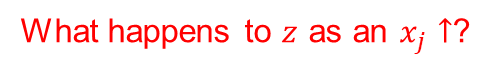 What happens to z as an xⱼ ↑?